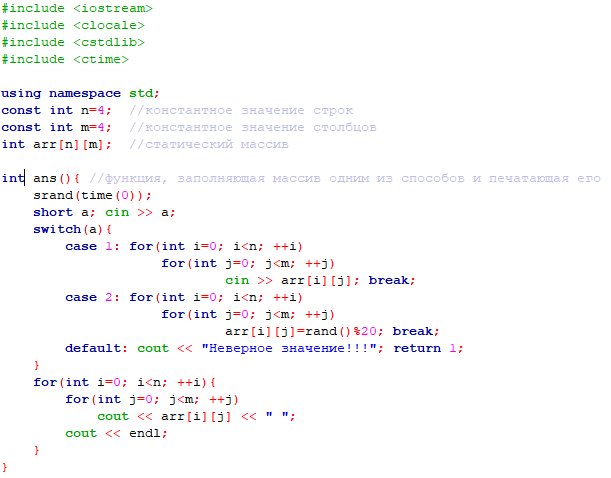 #include <iostream>
#include <clocale>
#include <cstdlib>
#include <ctime>
using namespace std;
const int n=4;  //константное значение строк
const int m=4;  //константное значение столбцов
int arr[n][m];  //статический массив
int ans(){ //функция, заполняющая массив одним из способов и печатающая его
    srand(time(0));
    short a; cin >> a;
    switch(a){
        case 1: for(int i=0; i<n; ++i)
                    for(int j=0; j<m; ++j)
                            cin >> arr[i][j]; break;
        case 2: for(int i=0; i<n; ++i)
                    for(int j=0; j<m; ++j)
                            arr[i][j]=rand()%20; break;
        default: cout << "Неверное значение!!!"; return 1;
    }
    for(int i=0; i<n; ++i){
        for(int j=0; j<m; ++j)
            cout << arr[i][j] << " ";
        cout << endl;
    }
}